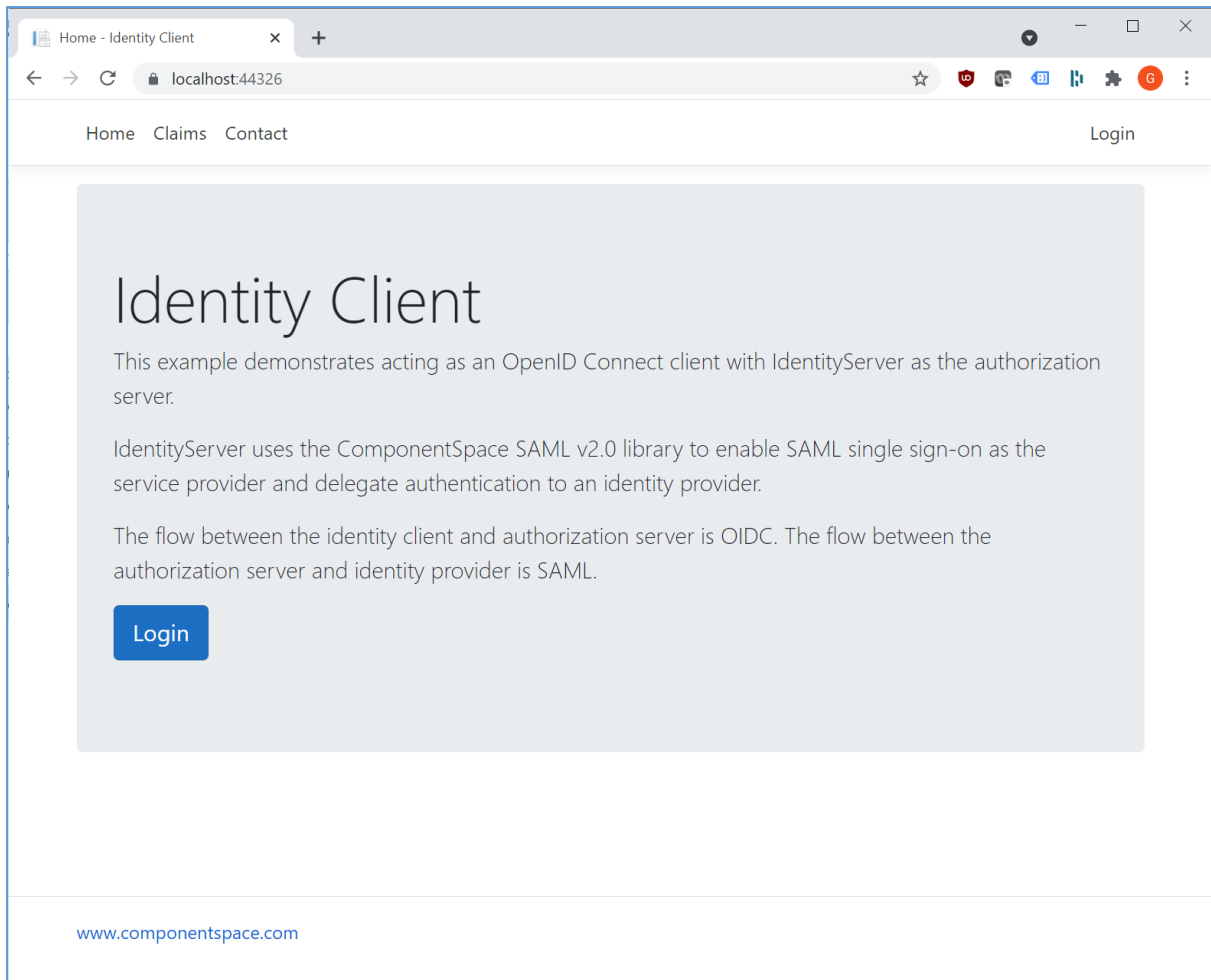 Home - Identity Client
localhost:44326
G
Home Claims Contact Login
Identity Client
This example demonstrates acting as an OpenID Connect client with IdentityServer as the authorization
server.
IdentityServer uses the ComponentSpace SAML v2.0 library to enable SAML single sign-on as the
service provider and delegate authentication to an identity provider.
The flow between the identity client and authorization server is OIDC. The flow between the
authorization server and identity provider is SAML.
Login
www.componentspace.com